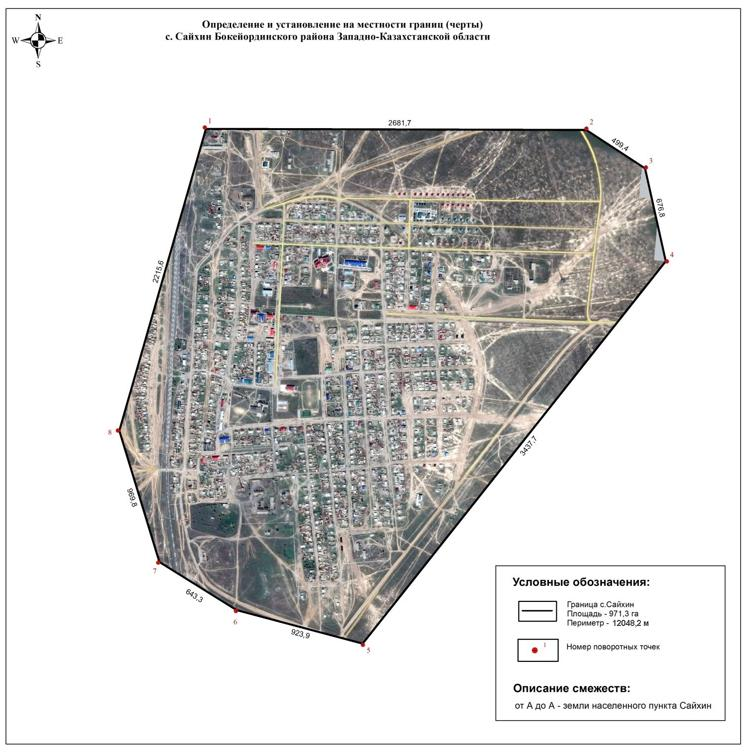 N
W E
S
Определение и установление на местности границ (черты)
с. Сайхин Бокейординского района Западно-Казахстанской области
1
2681,7
2
499,4
3
676,8
4
2215,6
8
3437,7
969,8
7
643,3
6
923,9
5
Условные обозначения:
Граница с.Сайхин
Площадь - 971,3 га
Периметр - 12048,2 м
1
Номер поворотных точек
Описание смежеств:
от А до А - земли населенного пункта Сайхин